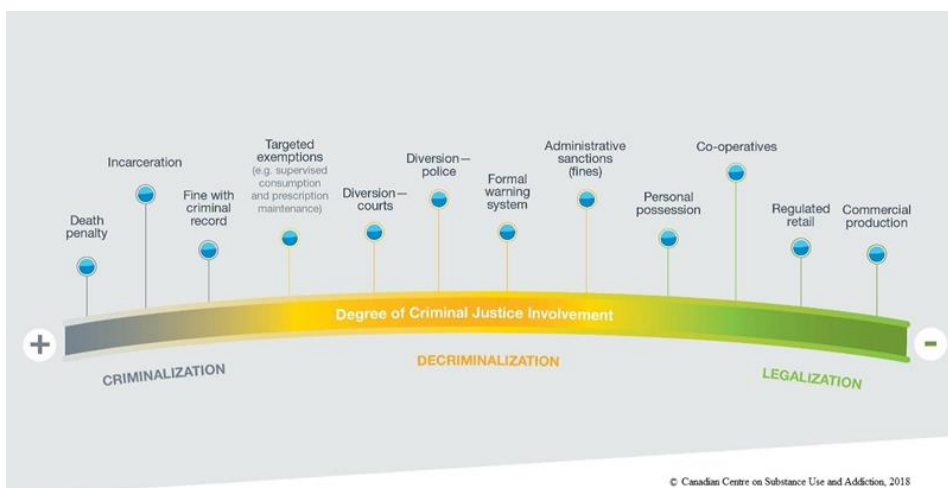 Death
penalty
Incarceration
Fine with
criminal
record
Targeted
exemptions
(e.g. supervised
consumption
and prescription
maintenance)
Diversion—
courts
Diversion—
police
Formal
warning
system
Administrative
sanctions
(fines)
Personal
possession
Co-operatives
Regulated
retail
Commercial
production
+
Degree of Criminal Justice Involvement
-
CRIMINALIZATION
DECRIMINALIZATION
LEGALIZATION
© Canadian Centre on Substance Use and Addiction, 2018